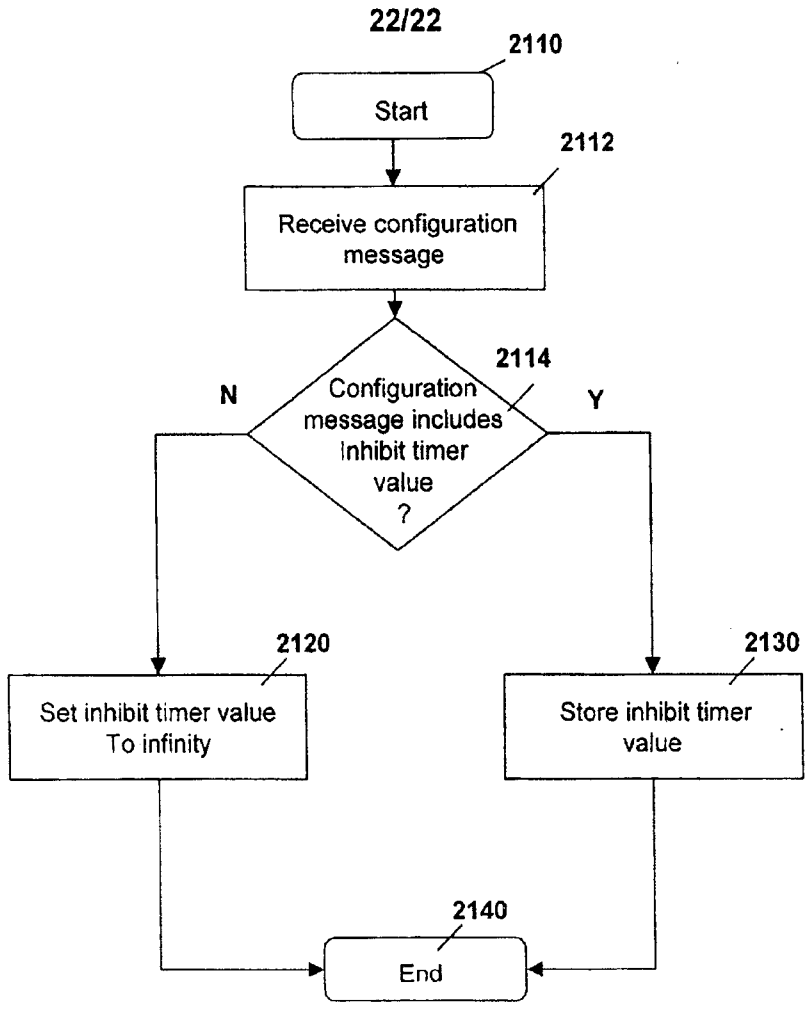 22/22
2110
Start
2112
Receive configuration
message
2114
N
Y
Configuration
message includes
Inhibit timer
value
?
2120
2130
Set inhibit timer value
To infinity
Store inhibit timer
value
2140
End